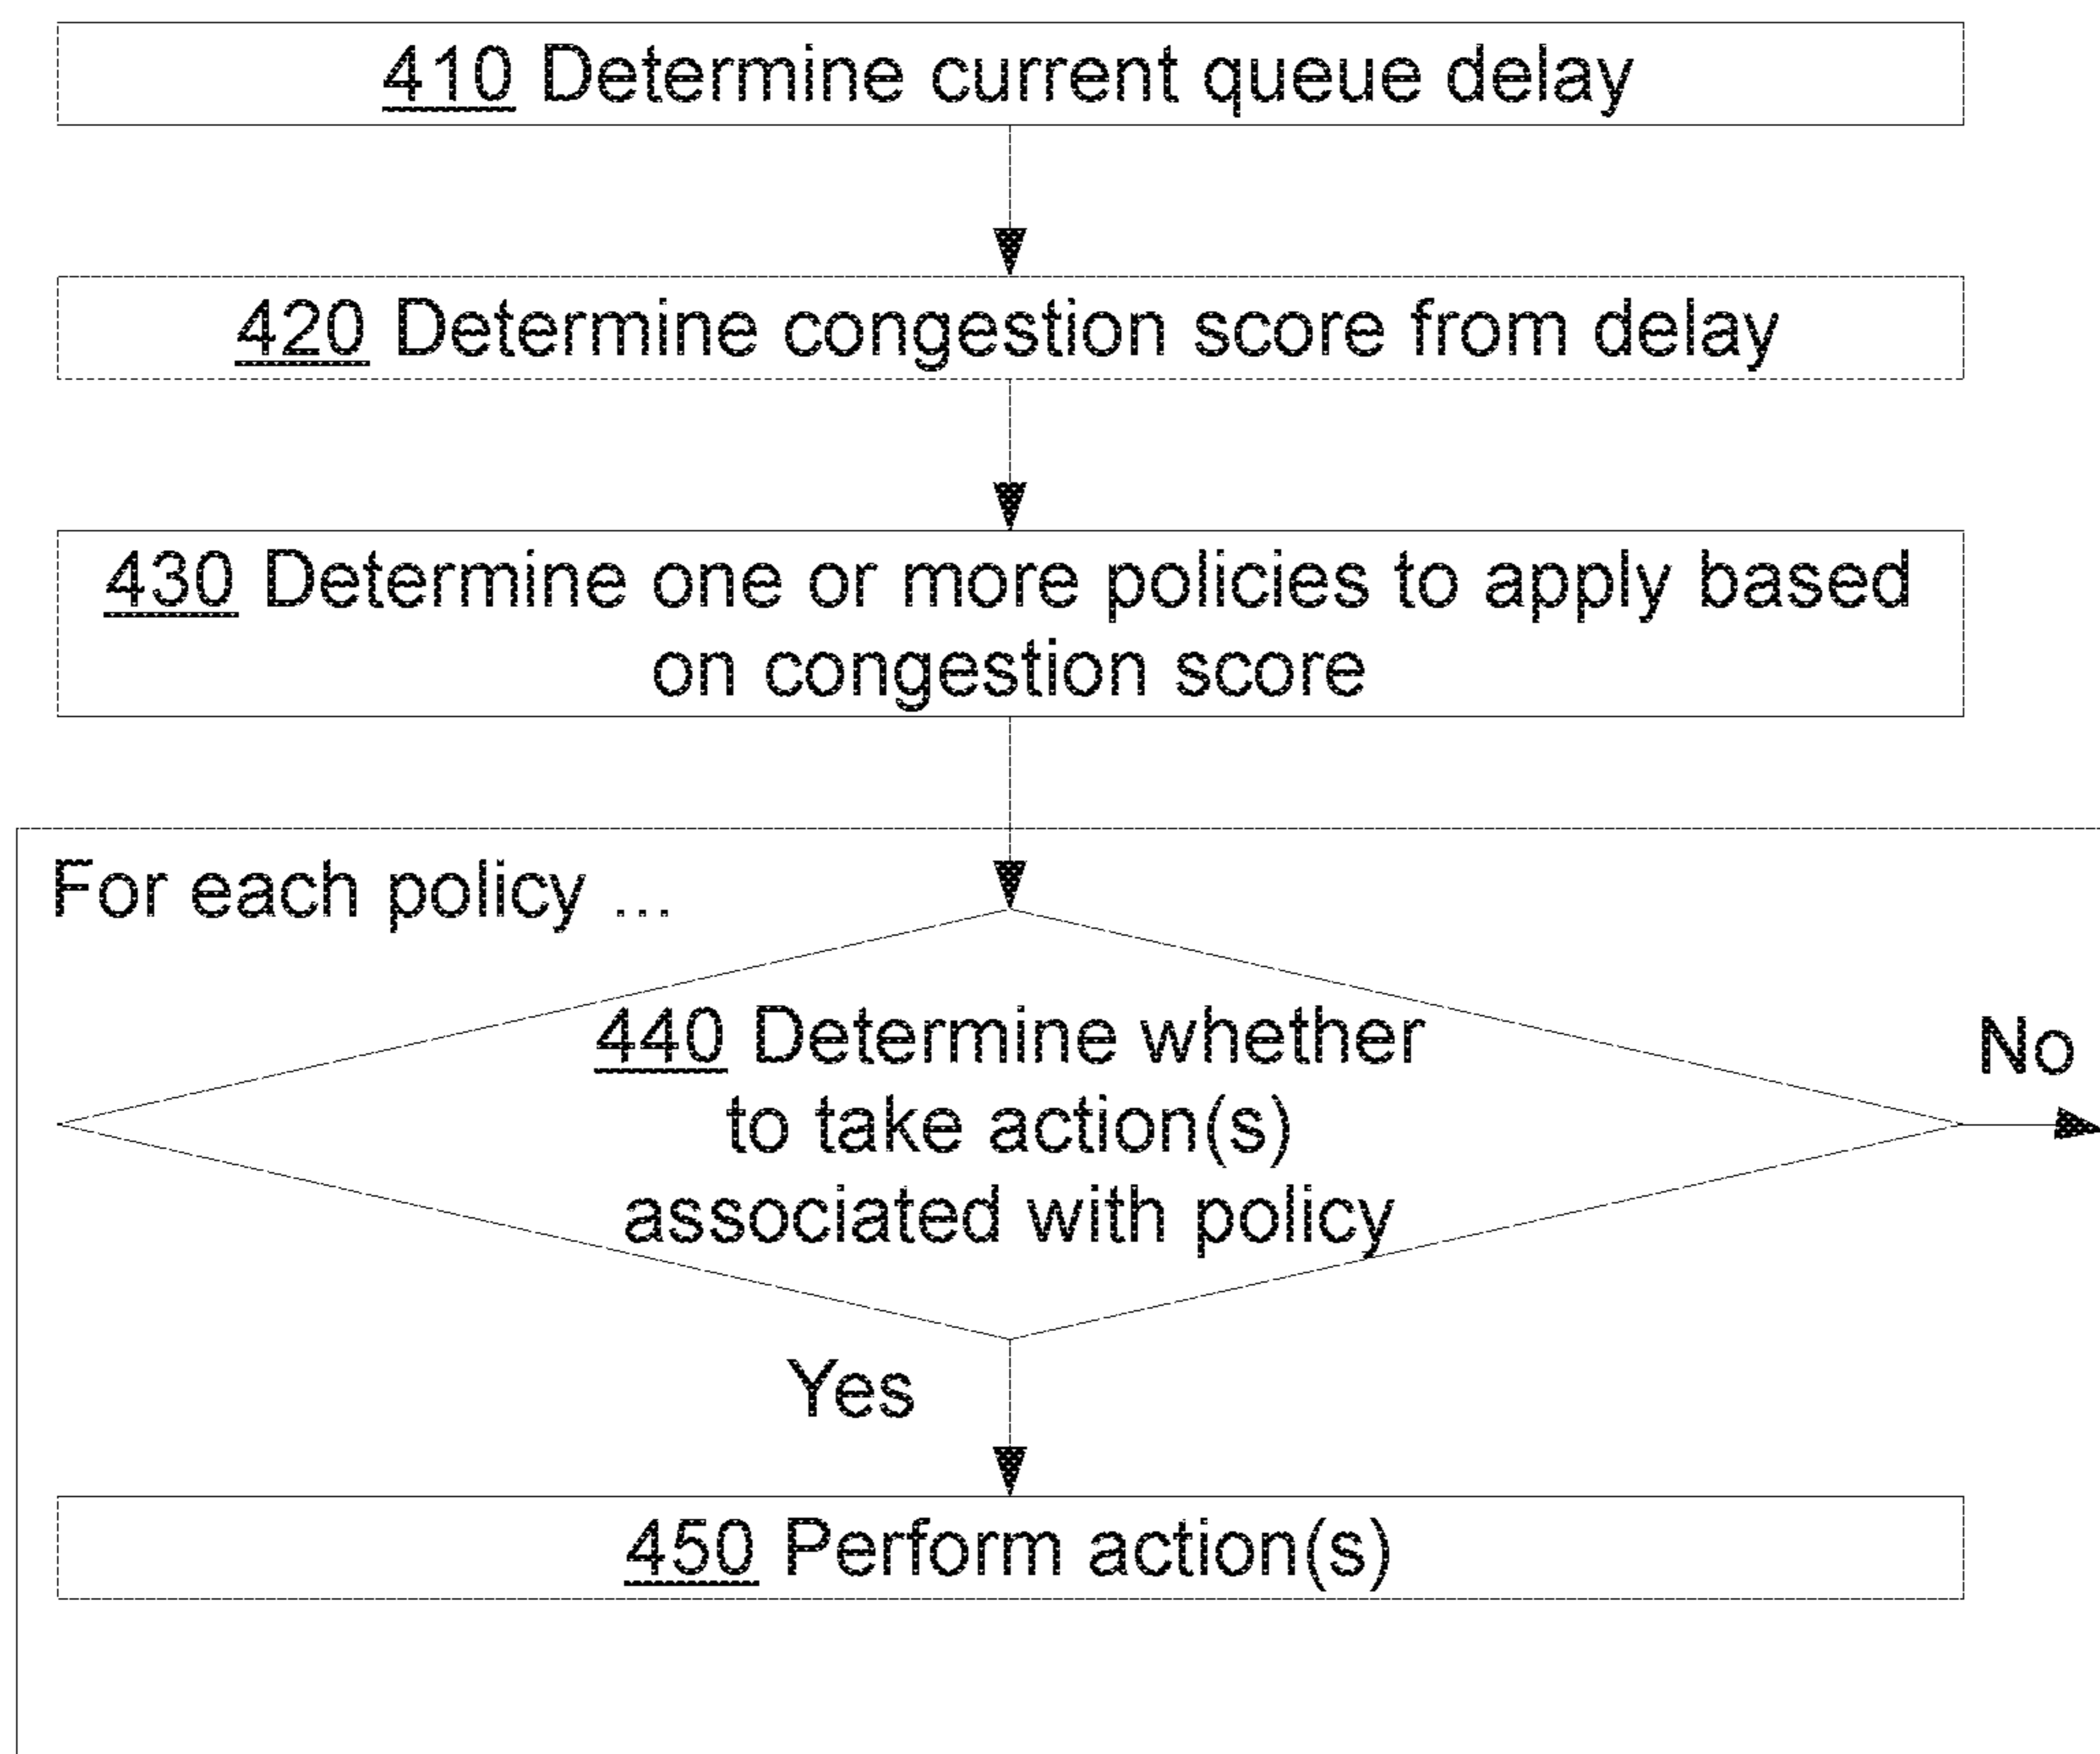 410 Determine current queue delay
420 Determine congestion score from delay
430 Determine one or more policies to apply based
on congestion score
For each policy ...
440 Determine whether
to take action(s)
associated with policy
No
Yes
450 Perform action(s)